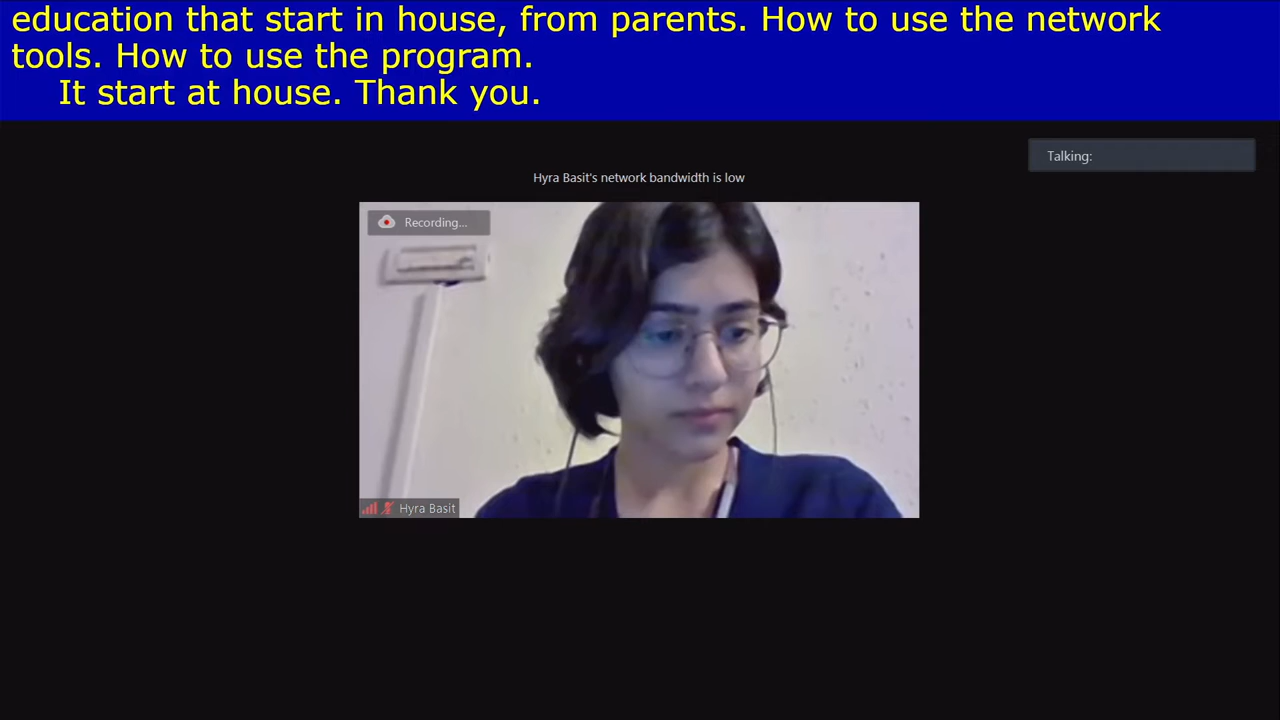 education that start in house, from parents. How to use the network
tools. How to use the program.
It start at house. Thank you.
Talking:
Hyra Basit's network bandwidth is low
Recording...
Hyra Basit